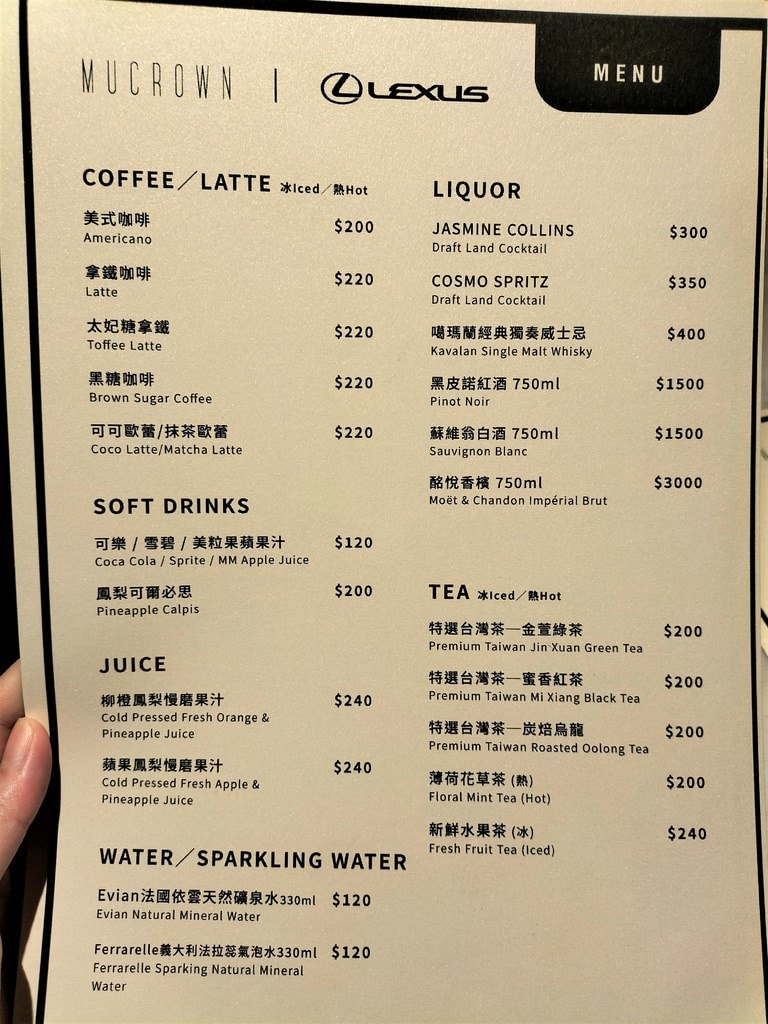 MUCROWN | LEXUS
MENU
COFFEE／LATTE 冰Iced／熱Hot
美式咖啡 $200
Americano
拿鐵咖啡 $220
Latte
太妃糖拿鐵 $220
Toffee Latte
黑糖咖啡 $220
Brown Sugar Coffee
可可歐蕾/抹茶歐蕾 $220
Coco Latte/Matcha Latte
SOFT DRINKS
可樂 / 雪碧 / 美粒果蘋果汁 $120
Coca Cola / Sprite / MM Apple Juice
鳳梨可爾必思 $200
Pineapple Calpis
JUICE
柳橙鳳梨慢磨果汁 $240
Cold Pressed Fresh Orange &
Pineapple Juice
蘋果鳳梨慢磨果汁 $240
Cold Pressed Fresh Apple &
Pineapple Juice
WATER／SPARKLING WATER
Evian法國依雲天然礦泉水330ml $120
Evian Natural Mineral Water
Ferrarelle義大利法拉蕊氣泡水330ml $120
Ferrarelle Sparking Natural Mineral
Water
LIQUOR
JASMINE COLLINS $300
Draft Land Cocktail
COSMO SPRITZ $350
Draft Land Cocktail
噶瑪蘭經典獨奏威士忌 $400
Kavalan Single Malt Whisky
黑皮諾紅酒 750ml $1500
Pinot Noir
蘇維翁白酒 750ml $1500
Sauvignon Blanc
酩悅香檳 750ml $3000
Moët & Chandon Impérial Brut
TEA 冰Iced／熱Hot
特選台灣茶─金萱綠茶 $200
Premium Taiwan Jin Xuan Green Tea
特選台灣茶─蜜香紅茶 $200
Premium Taiwan Mi Xiang Black Tea
特選台灣茶─炭焙烏龍 $200
Premium Taiwan Roasted Oolong Tea
薄荷花草茶 (熱) $200
Floral Mint Tea (Hot)
新鮮水果茶 (冰) $240
Fresh Fruit Tea (Iced)